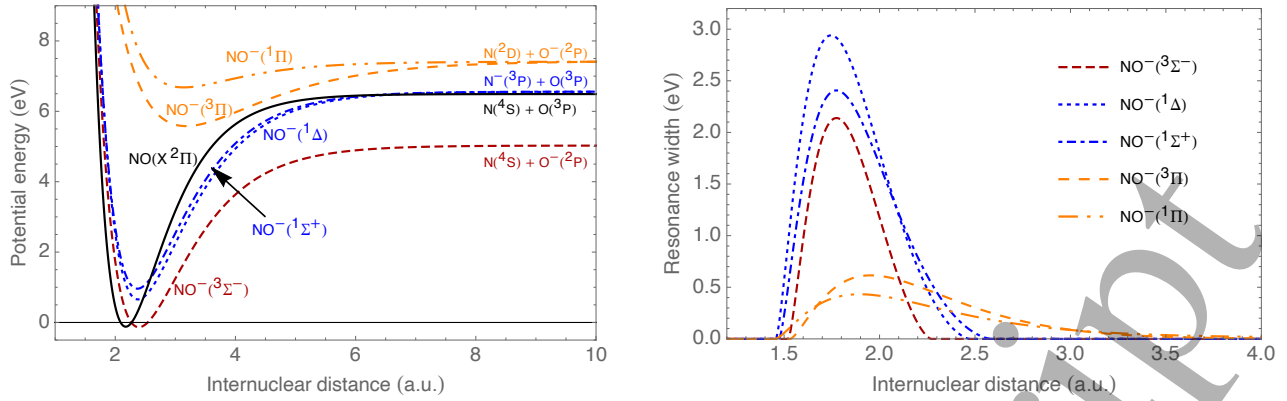 8
6
4
2
0
2
4
6
8
10
Potential energy (eV)
Internuclear distance (a.u.)
NO⁻(¹Π)
N(²D) + O⁻(²P)
N⁻(³P) + O(³P)
NO⁻(³Π)
N(⁴S) + O(³P)
NO⁻(¹Δ)
NO(X²Π)
N(⁴S) + O⁻(²P)
NO⁻(¹Σ⁺)
NO⁻(³Σ⁻)
3.0
2.5
2.0
1.5
1.0
0.5
0.0
1.5
2.0
2.5
3.0
3.5
4.0
Resonance width (eV)
Internuclear distance (a.u.)
NO⁻(³Σ⁻)
NO⁻(¹Δ)
NO⁻(¹Σ⁺)
NO⁻(³Π)
NO⁻(¹Π)
ipt